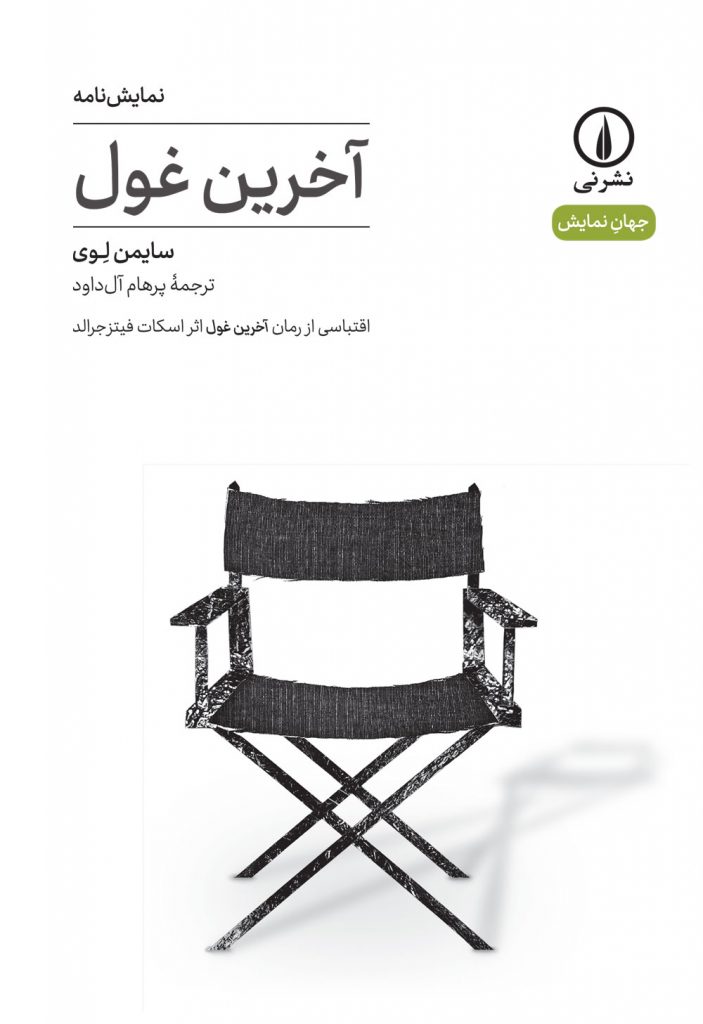 نمایش‌نامه
آخرین غول
سایمن لِوی
ترجمهٔ پرهام آل‌داود
اقتباسی از رمان آخرین غول اثر اسکات فیتزجرالد
نشرنی
جهانِ نمایش